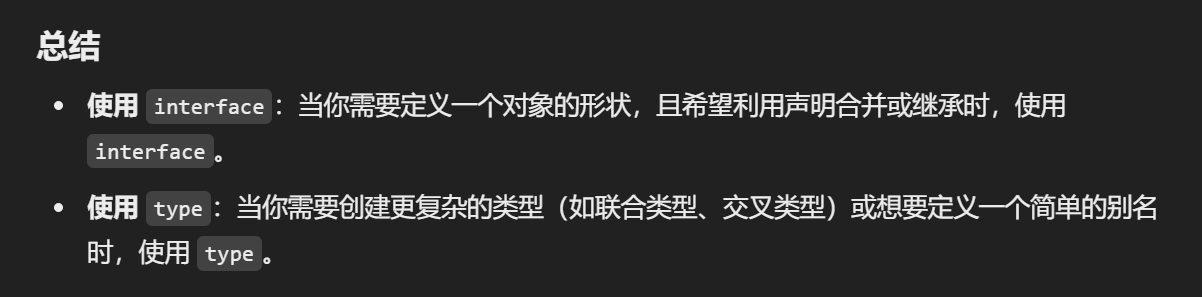 总结
• 使用 interface：当你需要定义一个对象的形状，且希望利用声明合并或继承时，使用
interface。
• 使用 type：当你需要创建更复杂的类型（如联合类型、交叉类型）或想要定义一个简单的别名
时，使用 type。